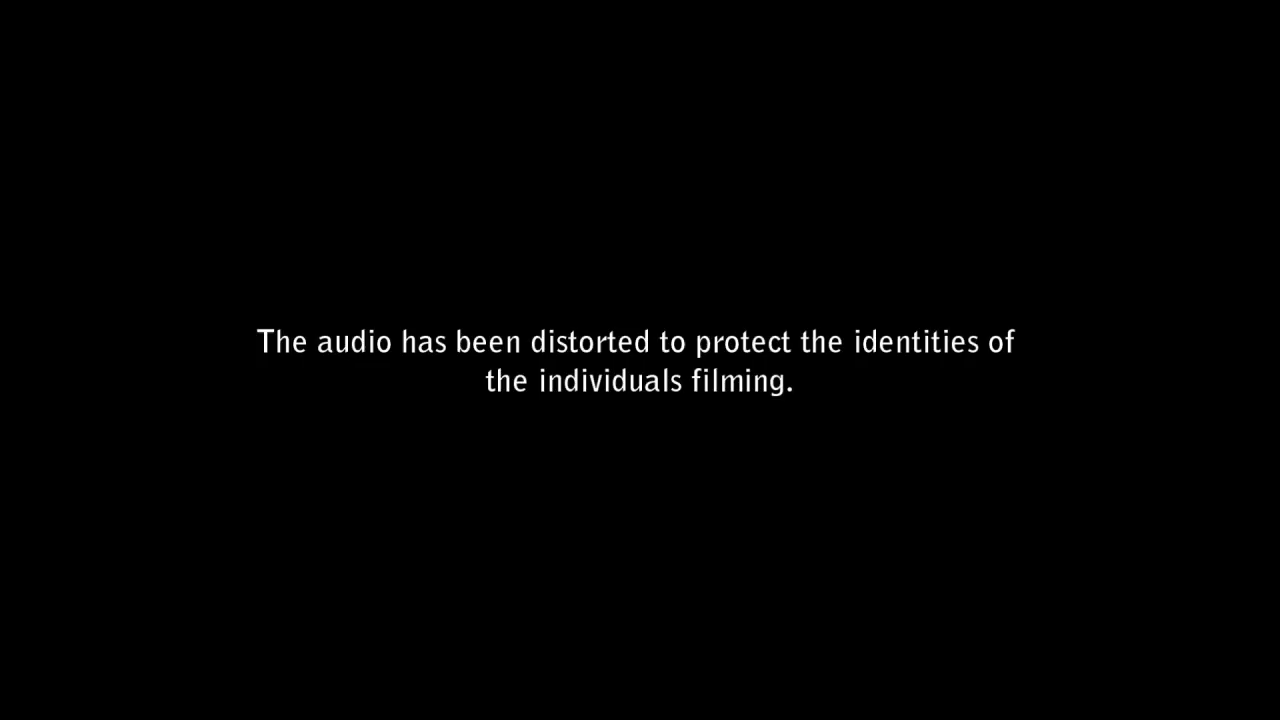 The audio has been distorted to protect the identities of
the individuals filming.